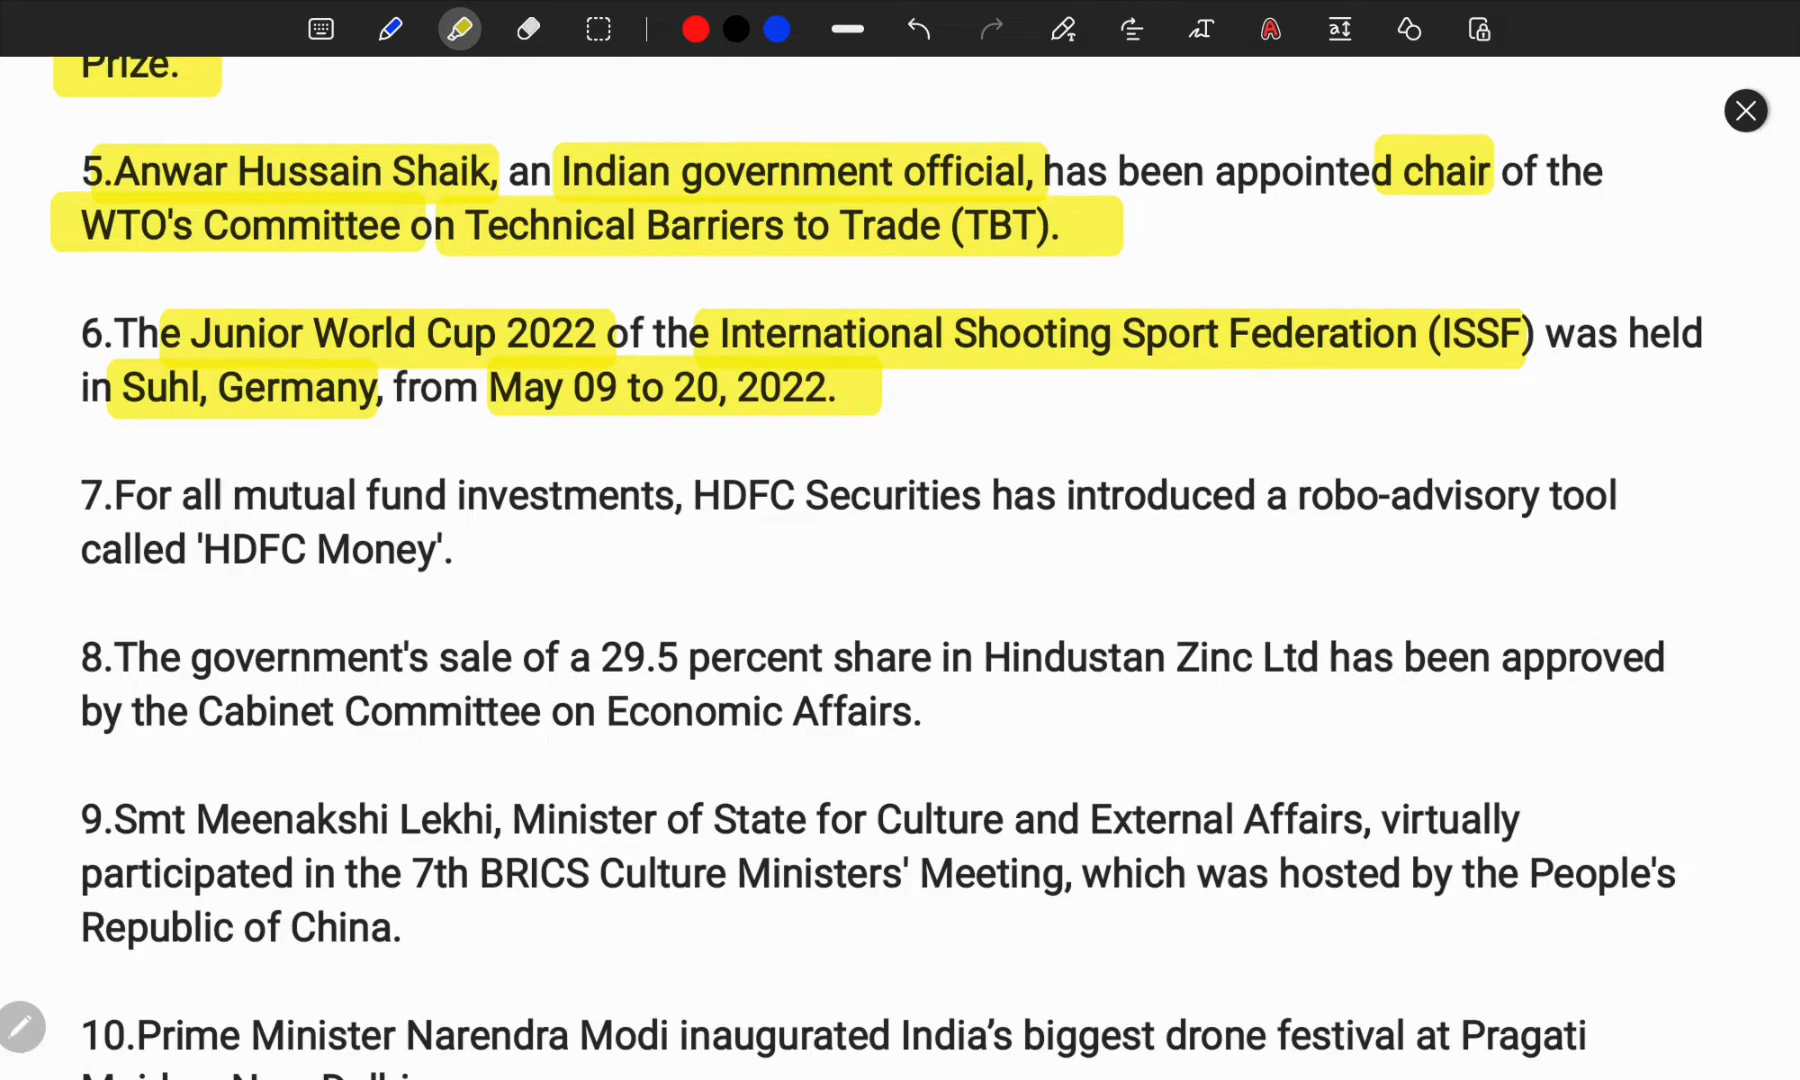 Prize.
5.Anwar Hussain Shaik, an Indian government official, has been appointed chair of the
WTO's Committee on Technical Barriers to Trade (TBT).
6.The Junior World Cup 2022 of the International Shooting Sport Federation (ISSF) was held
in Suhl, Germany, from May 09 to 20, 2022.
7.For all mutual fund investments, HDFC Securities has introduced a robo-advisory tool
called 'HDFC Money'.
8.The government's sale of a 29.5 percent share in Hindustan Zinc Ltd has been approved
by the Cabinet Committee on Economic Affairs.
9.Smt Meenakshi Lekhi, Minister of State for Culture and External Affairs, virtually
participated in the 7th BRICS Culture Ministers' Meeting, which was hosted by the People's
Republic of China.
10.Prime Minister Narendra Modi inaugurated India’s biggest drone festival at Pragati